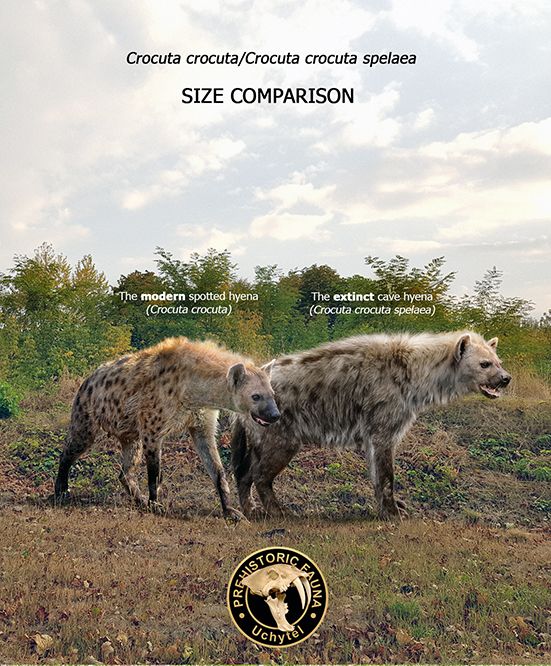 Crocuta crocuta/Crocuta crocuta spelaea
SIZE COMPARISON
The modern spotted hyena
(Crocuta crocuta)
The extinct cave hyena
(Crocuta crocuta spelaea)
PREHISTORIC FAUNA
Uchytel